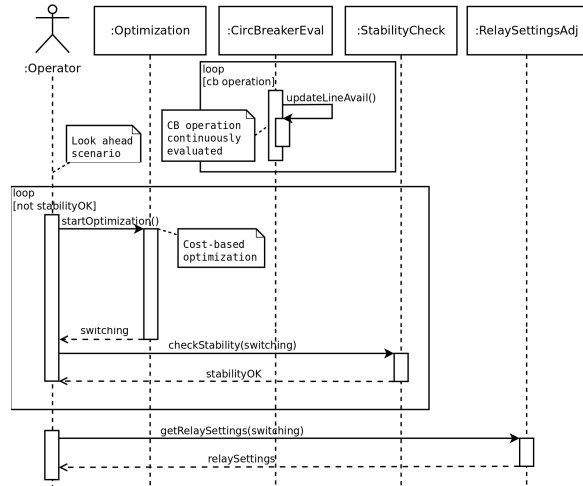 :Operator
:Optimization
:CircBreakerEval
:StabilityCheck
:RelaySettingsAdj
loop
[cb operation]
updateLineAvail()
CB operation
continuously
evaluated
Look ahead
scenario
loop
[not stabilityOK]
startOptimization()
Cost-based
optimization
switching
checkStability(switching)
stabilityOK
getRelaySettings(switching)
relaySettings